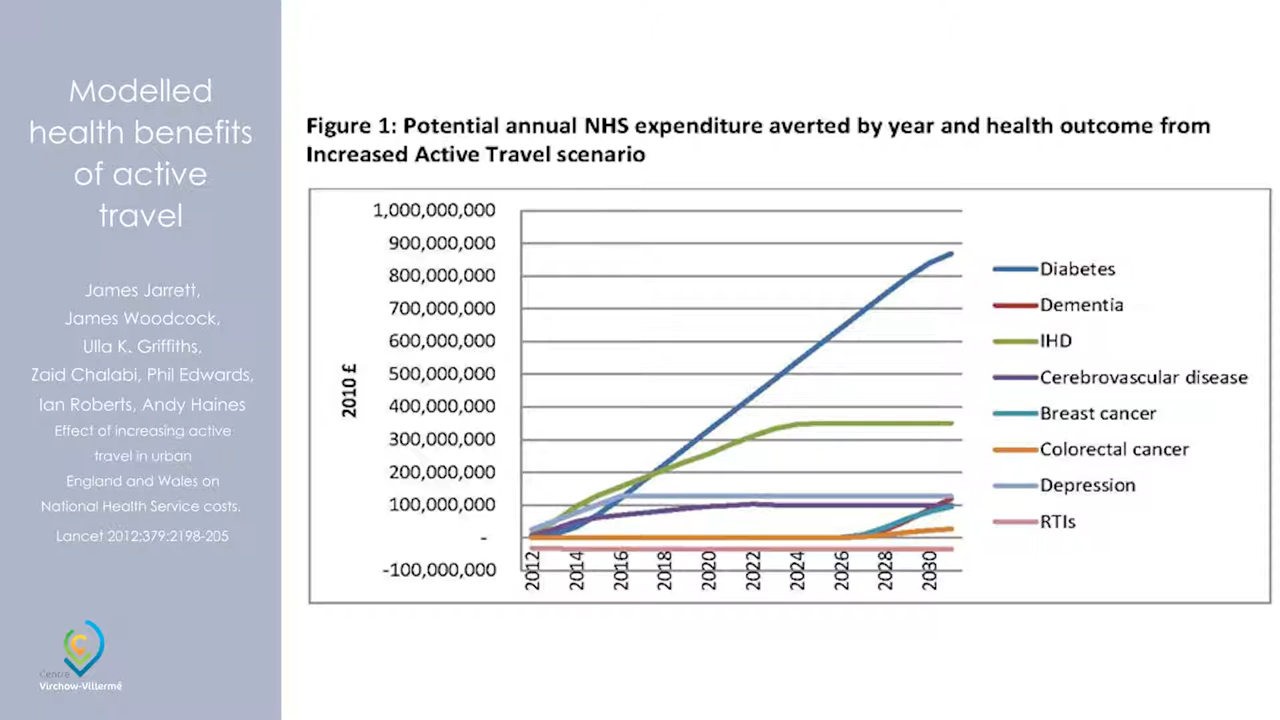 Modelled
health benefits
of active
travel
James Jarrett,
James Woodcock,
Ulla K. Griffiths,
Zaid Chalabi, Phil Edwards,
Ian Roberts, Andy Haines
Effect of increasing active
travel in urban
England and Wales on
National Health Service costs.
Lancet 2012;379:2198-205
Centre
Virchow-Villermé
Figure 1: Potential annual NHS expenditure averted by year and health outcome from
Increased Active Travel scenario
2010 £
1,000,000,000
900,000,000
800,000,000
700,000,000
600,000,000
500,000,000
400,000,000
300,000,000
200,000,000
100,000,000
-
-100,000,000
2012
2014
2016
2018
2020
2022
2024
2026
2028
2030
Diabetes
Dementia
IHD
Cerebrovascular disease
Breast cancer
Colorectal cancer
Depression
RTIs